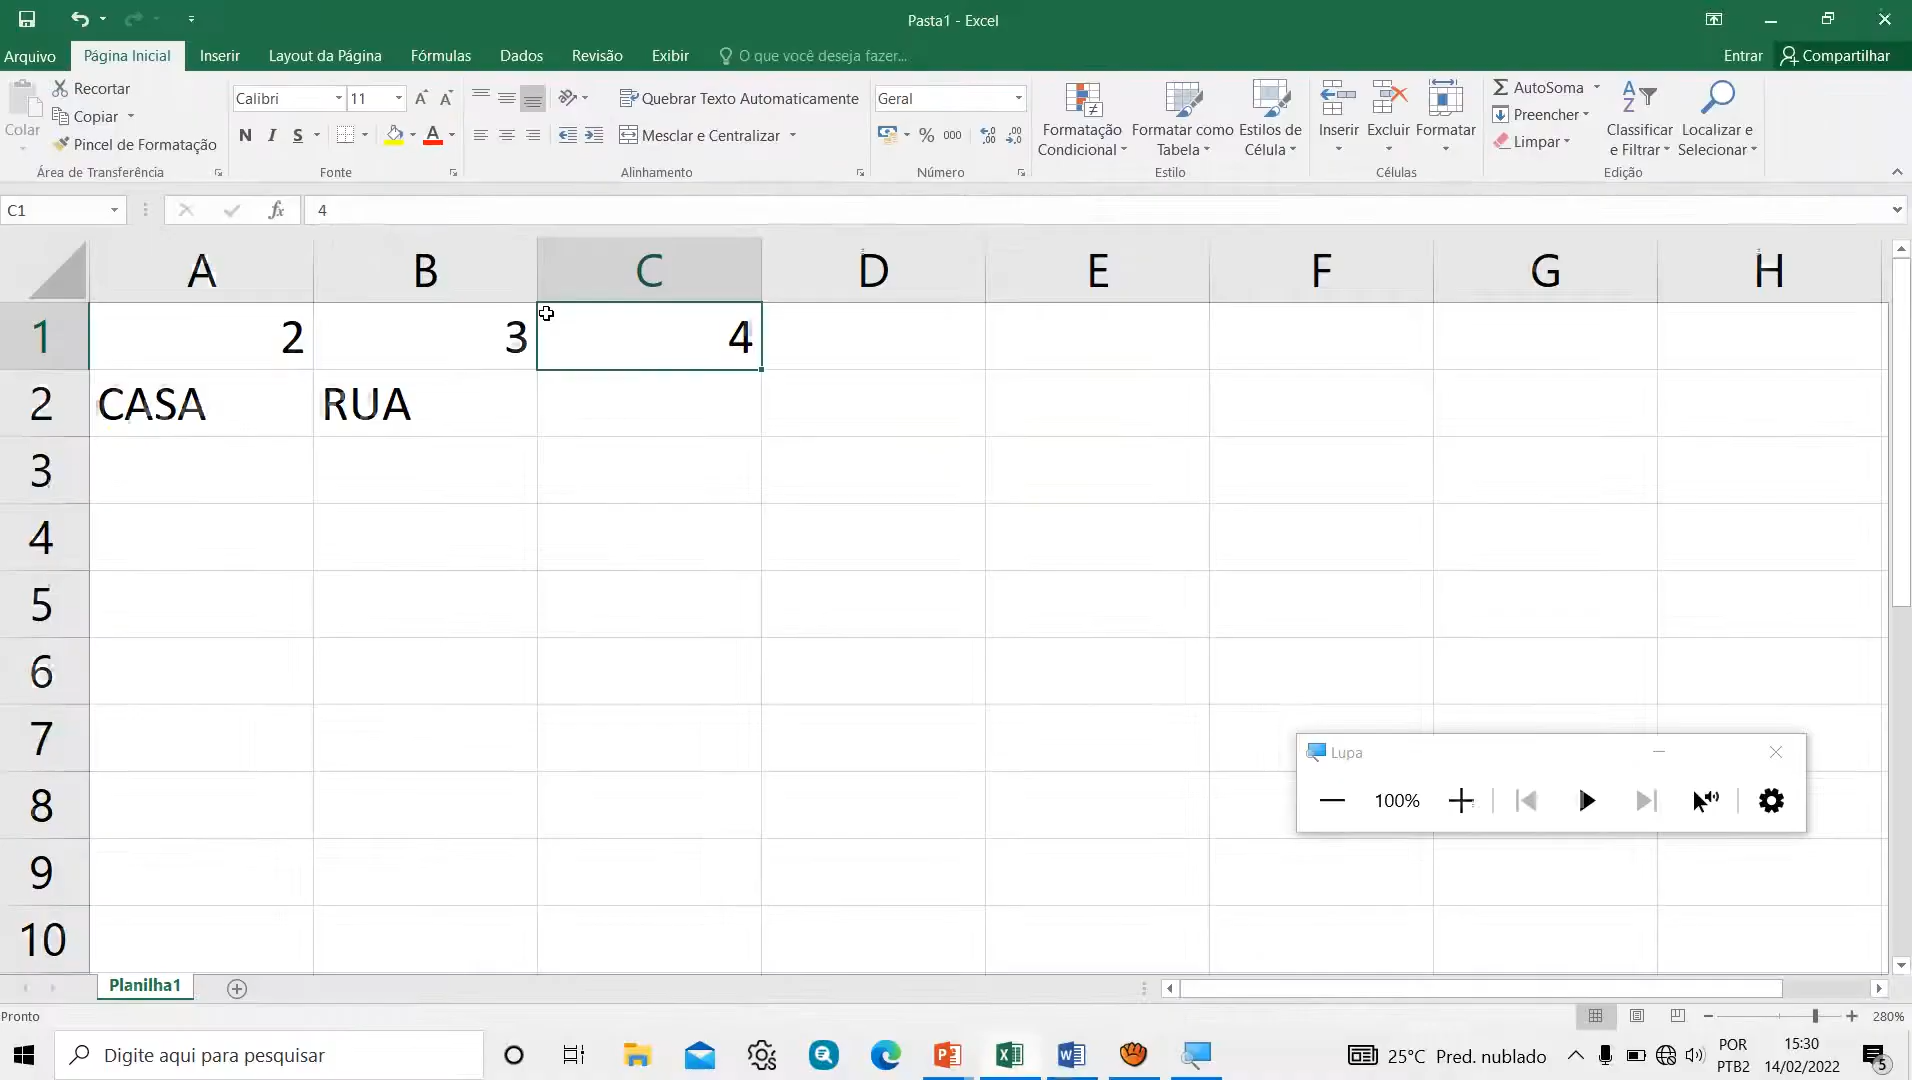 Pasta1 - Excel
Arquivo Página Inicial Inserir Layout da Página Fórmulas Dados Revisão Exibir O que você deseja fazer... Entrar Compartilhar
Colar
Recortar
Copiar
Pincel de Formatação
Área de Transferência
Calibri 11
N I S A
Fonte
Quebrar Texto Automaticamente
Mesclar e Centralizar
Alinhamento
Geral
% 000
Número
Formatação Condicional
Formatar como Tabela
Estilos de Célula
Estilo
Inserir Excluir Formatar
Células
AutoSoma
Preencher
Limpar
Classificar e Filtrar
Localizar e Selecionar
Edição
C1 fx 4
A B C D E F G H
1 2 3 4
2 CASA RUA
3
4
5
6
7
8
9
10
Lupa
100%
Planilha1
Pronto 280%
Digite aqui para pesquisar
25°C Pred. nublado
POR
PTB2
15:30
14/02/2022
5